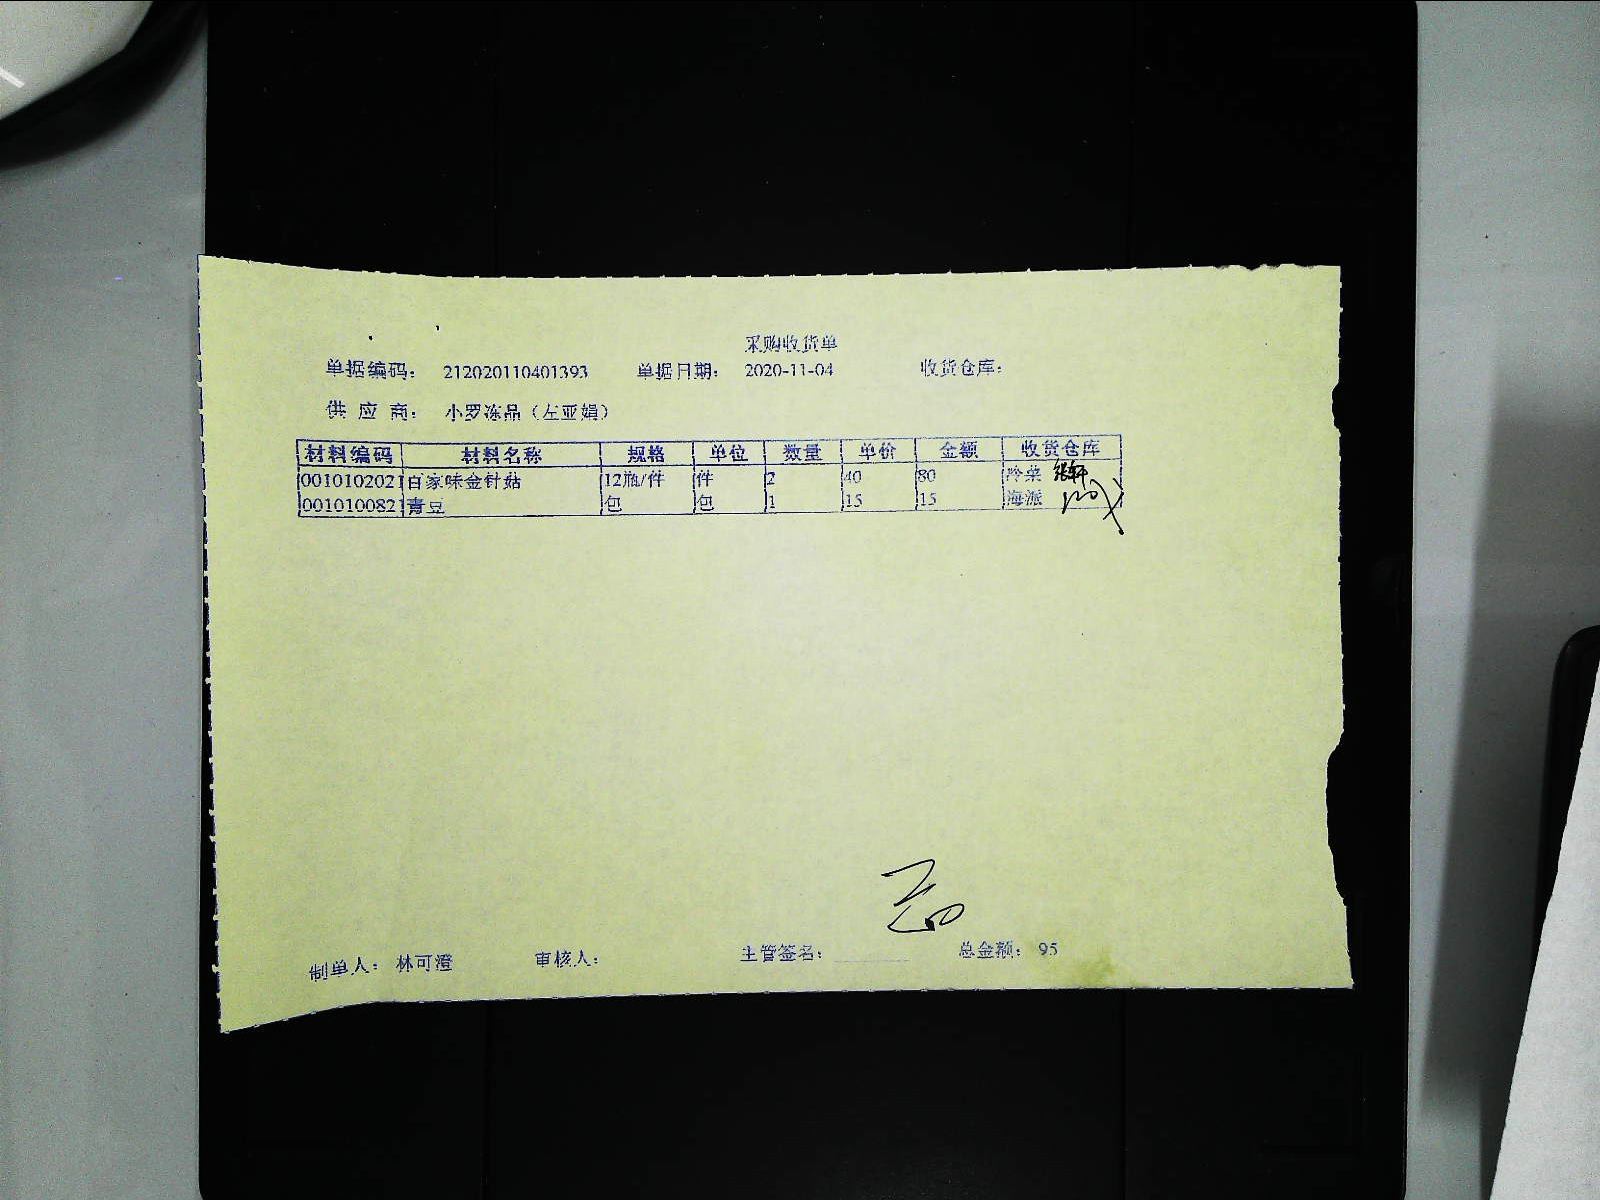 采购收货单
单据编码： 212020110401393 单据日期： 2020-11-04 收货仓库：
供 应 商： 小罗冻品（左亚娟）
材料编码 材料名称 规格 单位 数量 单价 金额 收货仓库
0010102021 百家味金针菇 12瓶/件 件 2 40 80 冷菜
001010082 青豆 包 包 1 15 15 海派
制单人： 林可澄 审核人： 主管签名： 总金额： 95